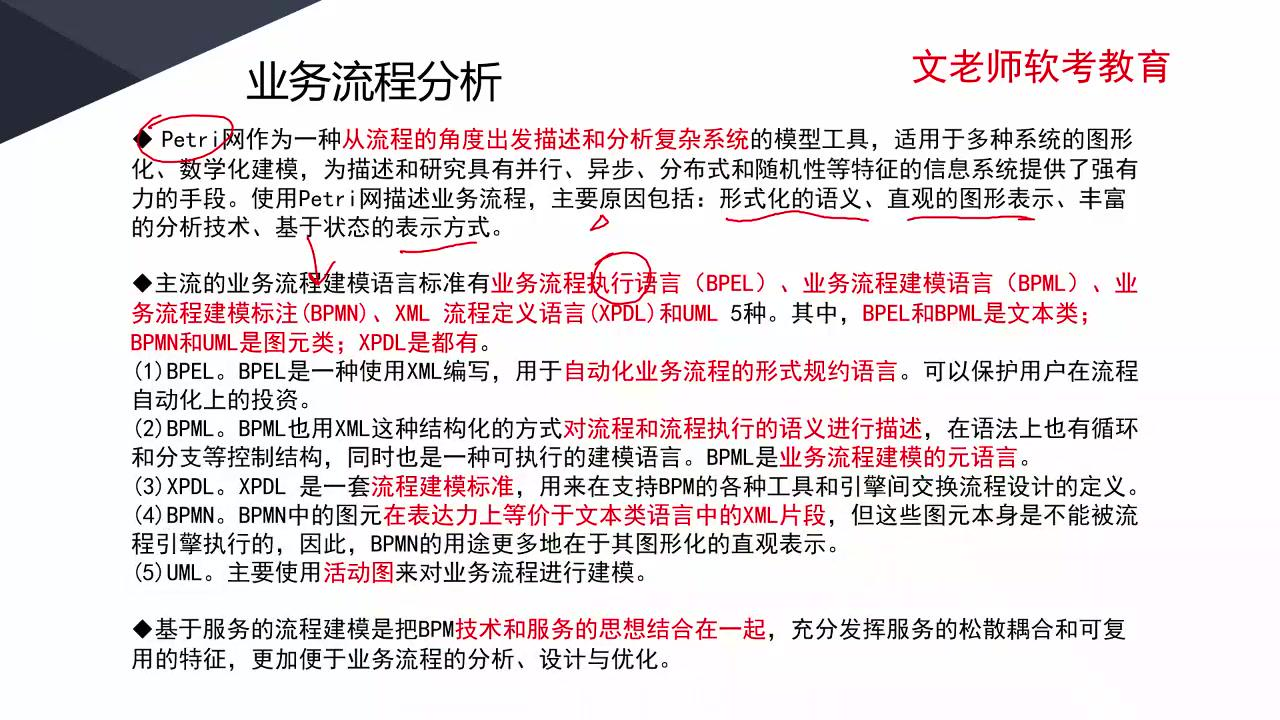 业务流程分析
文老师软考教育
◆ Petri网作为一种从流程的角度出发描述和分析复杂系统的模型工具，适用于多种系统的图形
化、数学化建模，为描述和研究具有并行、异步、分布式和随机性等特征的信息系统提供了强有
力的手段。使用Petri网描述业务流程，主要原因包括：形式化的语义、直观的图形表示、丰富
的分析技术、基于状态的表示方式。
◆主流的业务流程建模语言标准有业务流程执行语言（BPEL）、业务流程建模语言（BPML）、业
务流程建模标注(BPMN)、XML 流程定义语言(XPDL)和UML 5种。其中，BPEL和BPML是文本类；
BPMN和UML是图元类；XPDL是都有。
(1)BPEL。BPEL是一种使用XML编写，用于自动化业务流程的形式规约语言。可以保护用户在流程
自动化上的投资。
(2)BPML。BPML也用XML这种结构化的方式对流程和流程执行的语义进行描述，在语法上也有循环
和分支等控制结构，同时也是一种可执行的建模语言。BPML是业务流程建模的元语言。
(3)XPDL。XPDL 是一套流程建模标准，用来在支持BPM的各种工具和引擎间交换流程设计的定义。
(4)BPMN。BPMN中的图元在表达力上等价于文本类语言中的XML片段，但这些图元本身是不能被流
程引擎执行的，因此，BPMN的用途更多地在于其图形化的直观表示。
(5)UML。主要使用活动图来对业务流程进行建模。
◆基于服务的流程建模是把BPM技术和服务的思想结合在一起，充分发挥服务的松散耦合和可复
用的特征，更加便于业务流程的分析、设计与优化。